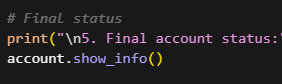 # Final status
print("\n5. Final account status:"
account.show_info()